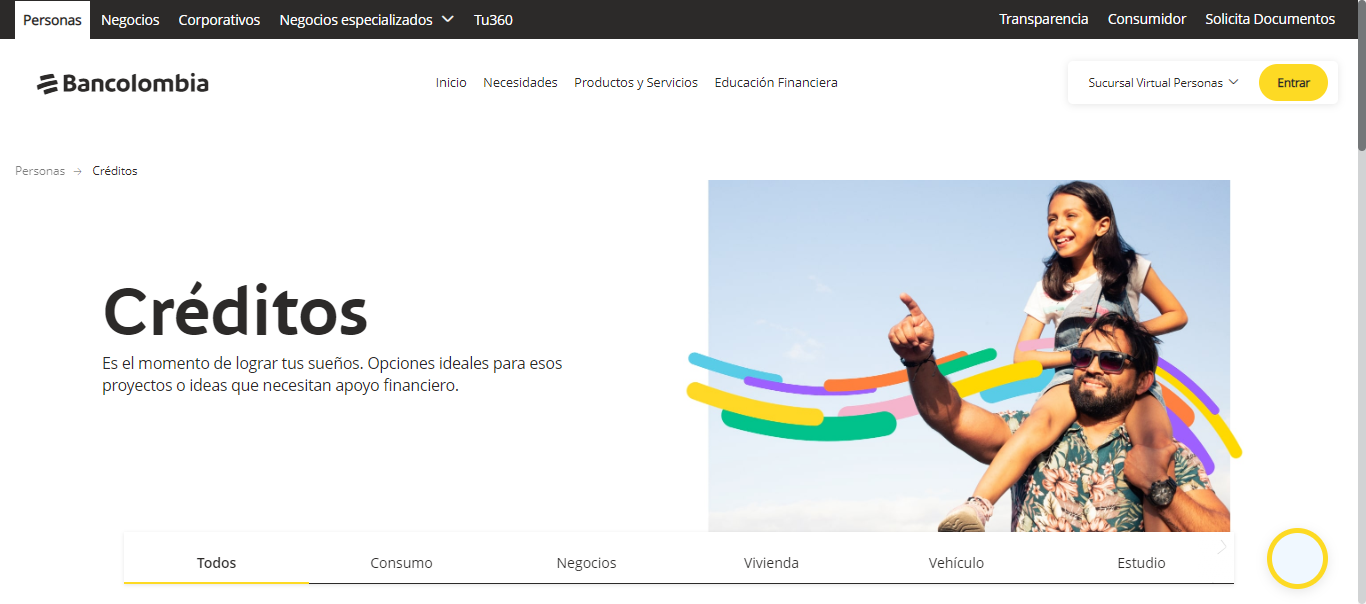 Personas Negocios Corporativos Negocios especializados Tu360 Transparencia Consumidor Solicita Documentos
Bancolombia Inicio Necesidades Productos y Servicios Educación Financiera Sucursal Virtual Personas Entrar
Personas → Créditos
Créditos
Es el momento de lograr tus sueños. Opciones ideales para esos
proyectos o ideas que necesitan apoyo financiero.
Todos Consumo Negocios Vivienda Vehículo Estudio